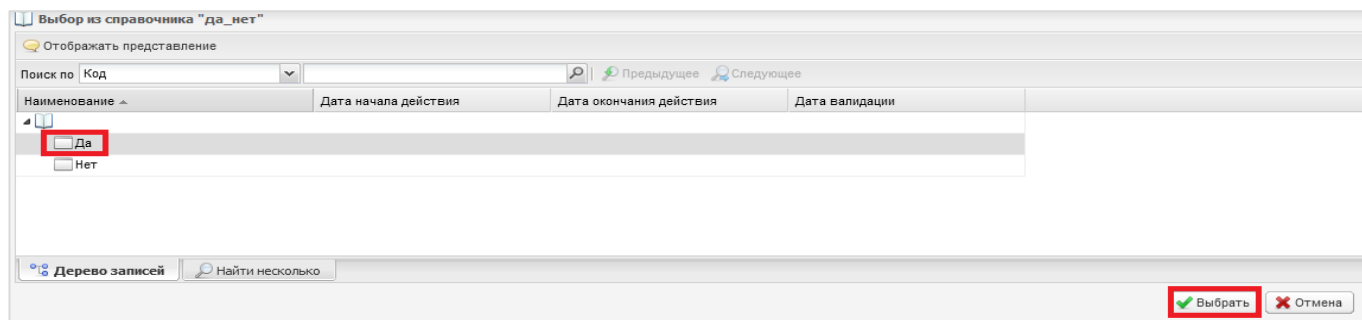 Выбор из справочника "да_нет"
Отображать представление
Поиск по Код Предыдущее Следующее
Наименование Дата начала действия Дата окончания действия Дата валидации
Да
Нет
Дерево записей Найти несколько
Выбрать Отмена